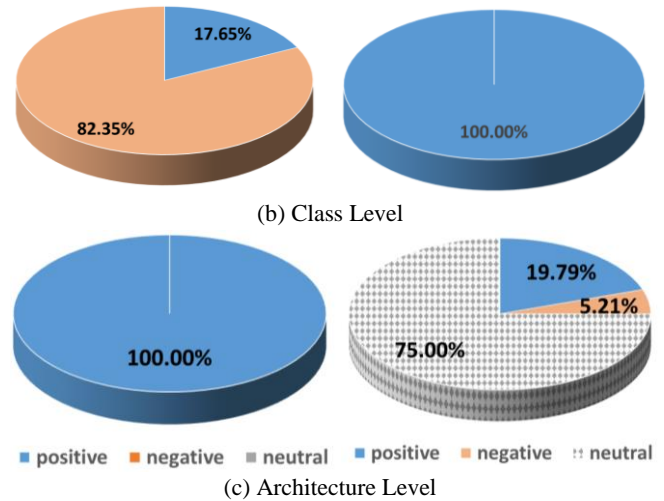 17.65%
82.35%
100.00%
(b) Class Level
100.00%
19.79%
5.21%
75.00%
positive negative neutral positive negative neutral
(c) Architecture Level